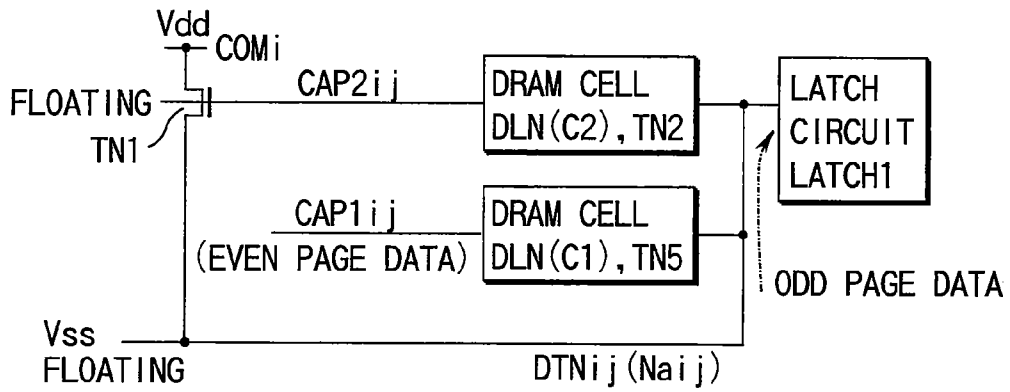 Vdd
COMi
FLOATING
TN1
CAP2ij
DRAM CELL
DLN(C2),TN2
LATCH
CIRCUIT
LATCH1
CAP1ij
(EVEN PAGE DATA)
DRAM CELL
DLN(C1),TN5
ODD PAGE DATA
Vss
FLOATING
DTNij(Naij)